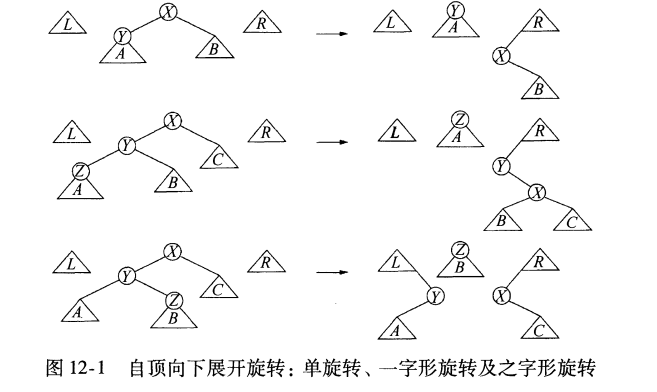 L X R L Y R
Y A B A X
B
L X R L Z R
Y C A Y
Z A B X
B C
L X R L Z R
Y C B
A Z B Y X
A C
图 12-1 自顶向下展开旋转：单旋转、一字形旋转及之字形旋转